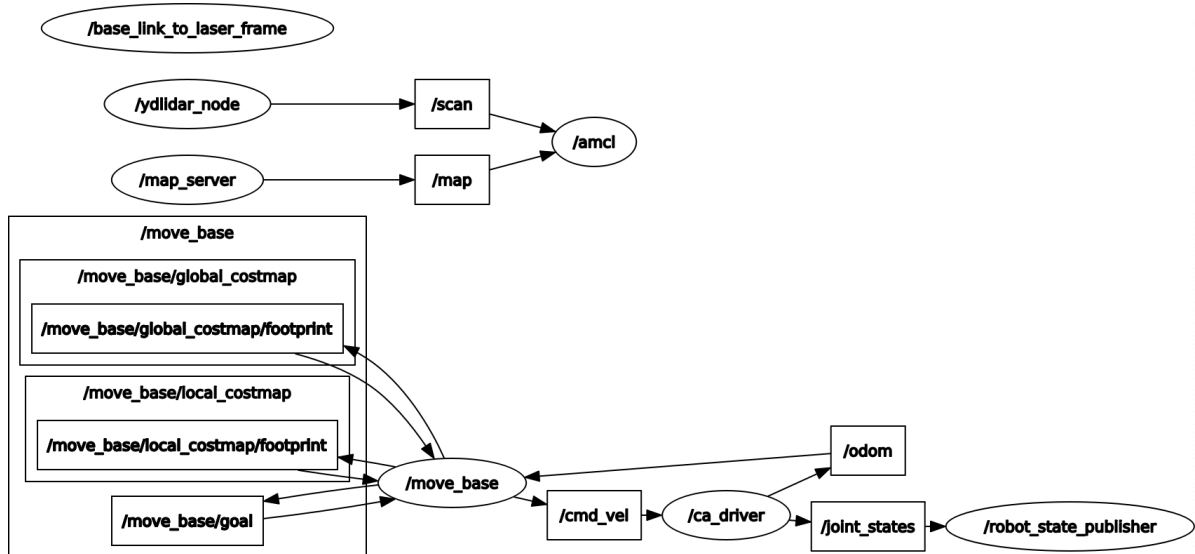 /base_link_to_laser_frame
/ydlidar_node
/scan
/amcl
/map_server
/map
/move_base
/move_base/global_costmap
/move_base/global_costmap/footprint
/move_base/local_costmap
/move_base/local_costmap/footprint
/odom
/move_base
/move_base/goal
/cmd_vel
/ca_driver
/joint_states
/robot_state_publisher